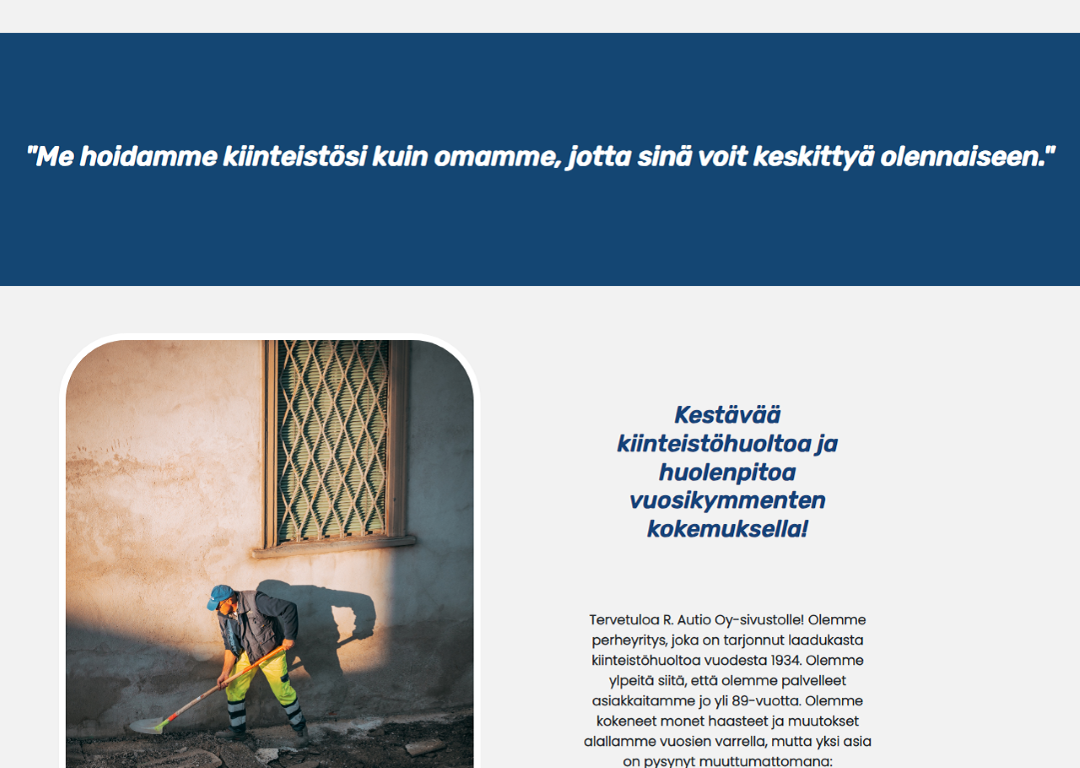 "Me hoidamme kiinteistösi kuin omamme, jotta sinä voit keskittyä olennaiseen."
Kestävää
kiinteistöhuoltoa ja
huolenpitoa
vuosikymmenten
kokemuksella!
Tervetuloa R. Autio Oy-sivustolle! Olemme
perheyritys, joka on tarjonnut laadukasta
kiinteistöhuoltoa vuodesta 1934. Olemme
ylpeitä siitä, että olemme palvelleet
asiakkaitamme jo yli 89-vuotta. Olemme
kokeneet monet haasteet ja muutokset
alallamme vuosien varrella, mutta yksi asia
on pysynyt muuttumattomana: